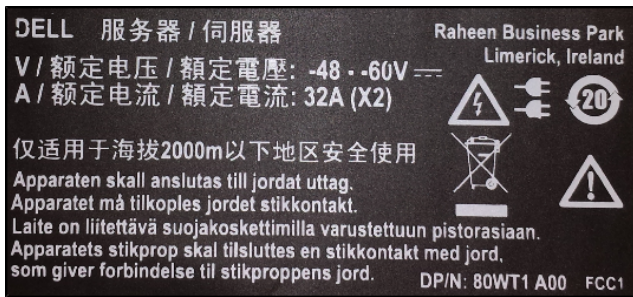 DELL 服务器 / 伺服器
Raheen Business Park
Limerick, Ireland
V / 额定电压 / 額定電壓: -48 - -60V ⎓
A / 额定电流 / 額定電流: 32A (X2)
20
仅适用于海拔2000m以下地区安全使用
Apparaten skall anslutas till jordat uttag.
Apparatet må tilkoples jordet stikkontakt.
Laite on liitettävä suojakoskettimilla varustettuun pistorasiaan.
Apparatets stikprop skal tilsluttes en stikkontakt med jord,
som giver forbindelse til stikproppens jord.
DP/N: 80WT1 A00 FCC1